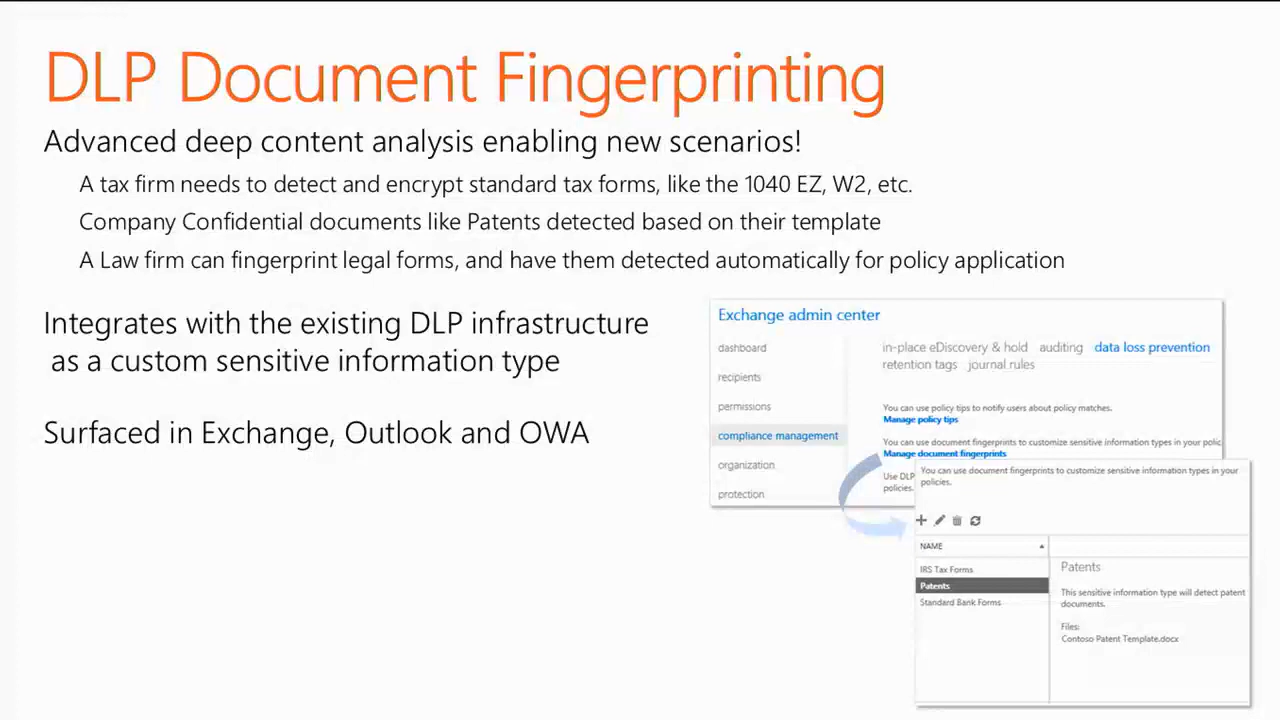 DLP Document Fingerprinting
Advanced deep content analysis enabling new scenarios!
A tax firm needs to detect and encrypt standard tax forms, like the 1040 EZ, W2, etc.
Company Confidential documents like Patents detected based on their template
A Law firm can fingerprint legal forms, and have them detected automatically for policy application
Integrates with the existing DLP infrastructure
as a custom sensitive information type
Surfaced in Exchange, Outlook and OWA
Exchange admin center
dashboard
recipients
permissions
compliance management
organization
protection
in-place eDiscovery & hold auditing data loss prevention
retention tags journal rules
You can use policy tips to notify users about policy matches.
Manage policy tips
You can use document fingerprints to customize sensitive information types in your polic
Manage document fingerprints
Use DLP
policies.
You can use document fingerprints to customize sensitive information types in your
policies.
NAME
IRS Tax Forms
Patents
Standard Bank Forms
Patents
This sensitive information type will detect patent
documents.
Files:
Contoso Patent Template.docx